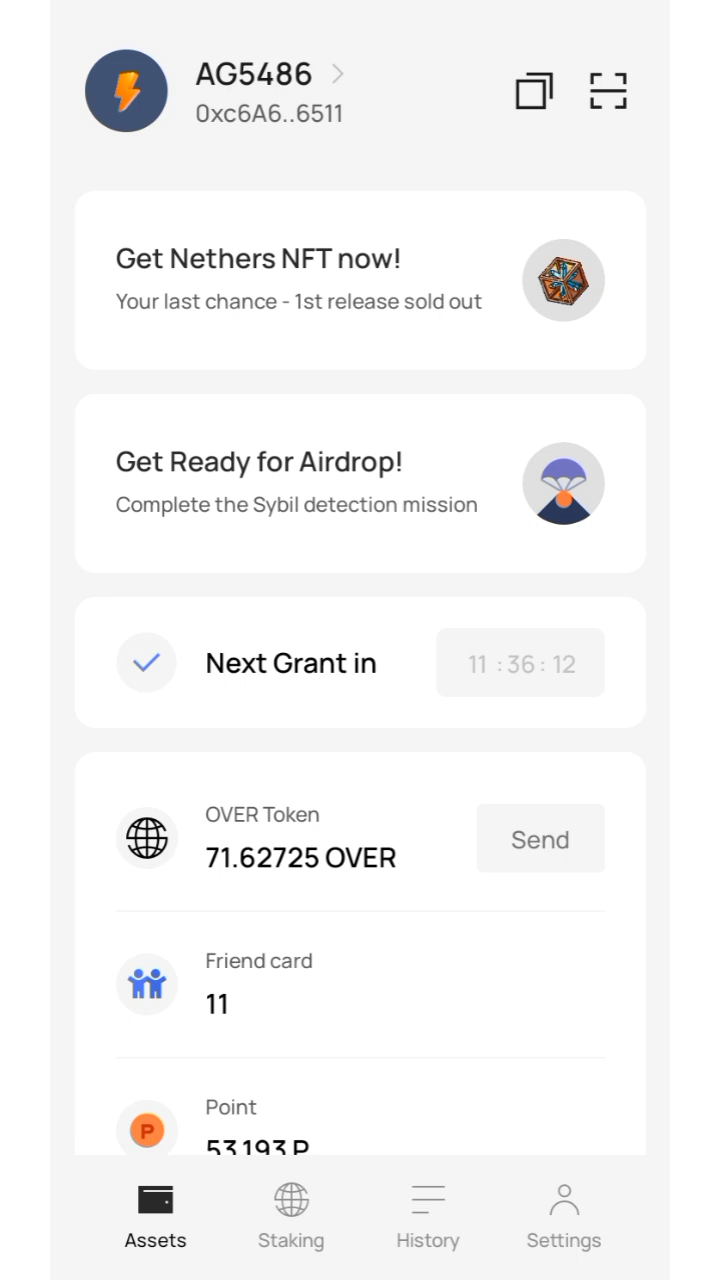 AG5486
0xc6A6..6511
Get Nethers NFT now!
Your last chance - 1st release sold out
Get Ready for Airdrop!
Complete the Sybil detection mission
Next Grant in
11 : 36 : 12
OVER Token
71.62725 OVER
Send
Friend card
11
Point
P
53,193 P
Assets
Staking
History
Settings